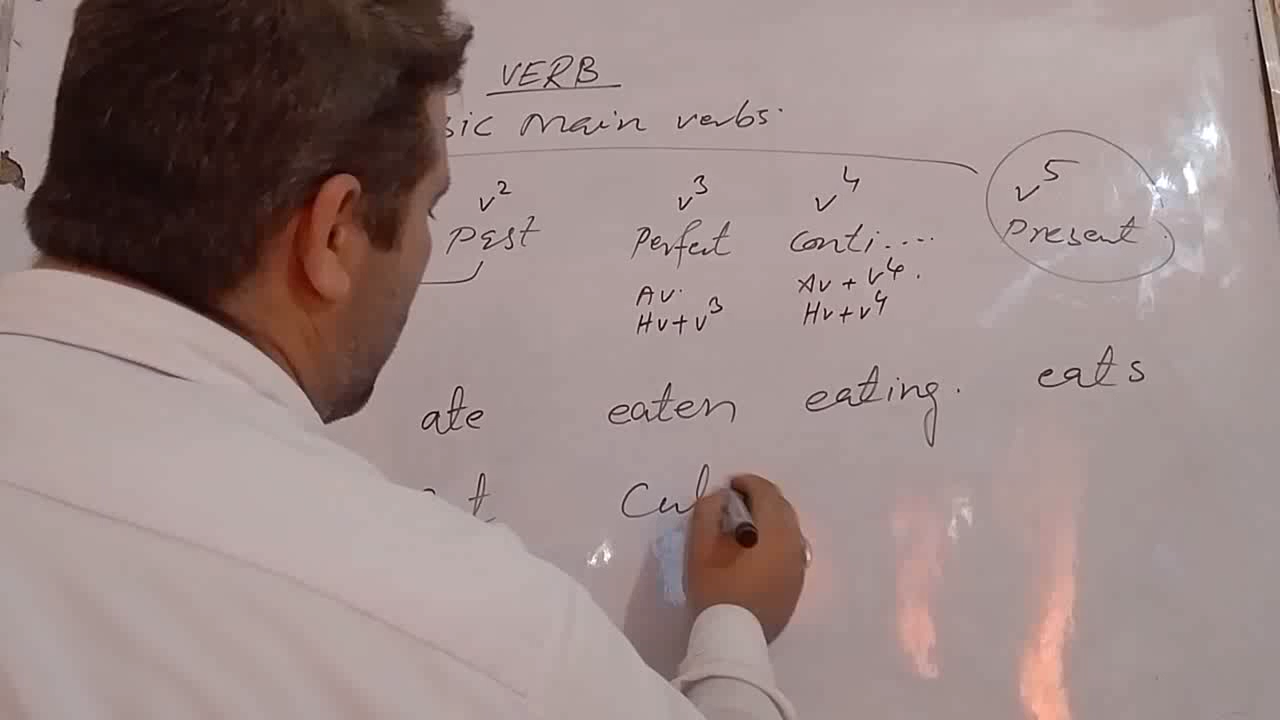 VERB
main verbs.
v² v³ v⁴ v⁵
past Perfect Conti.... Present.
Av. Av + v⁴.
Hv+v³ Hv+v⁴
ate eaten eating. eats